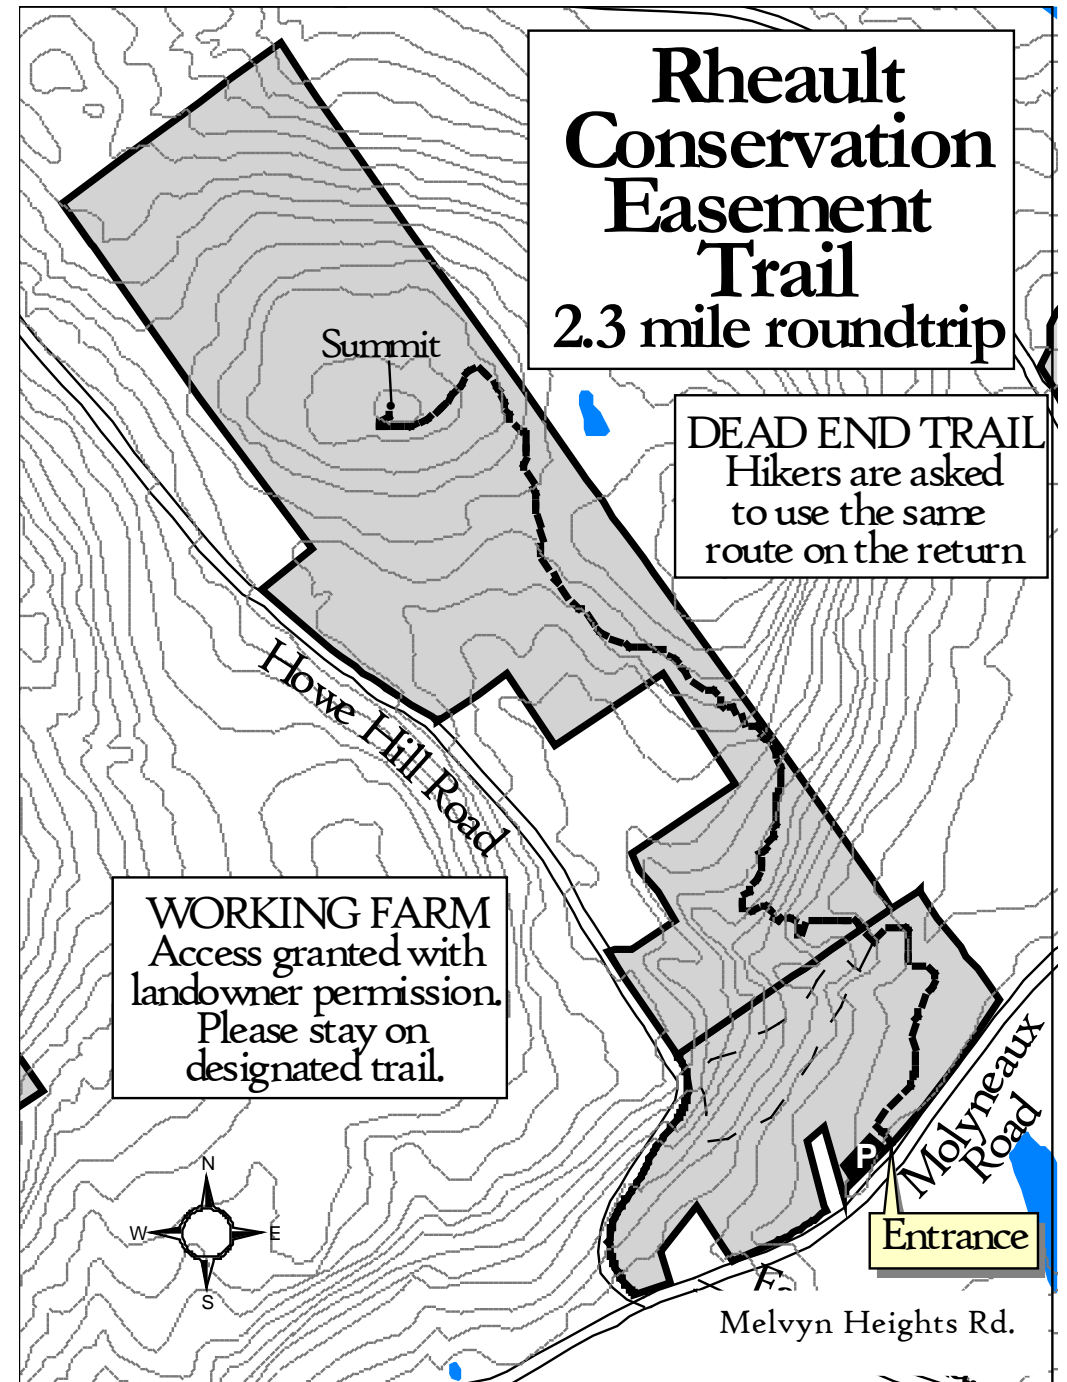 Rheault
Conservation
Easement
Trail
2.3 mile roundtrip
Summit
DEAD END TRAIL
Hikers are asked
to use the same
route on the return
Howe Hill Road
WORKING FARM
Access granted with
landowner permission.
Please stay on
designated trail.
Molyneaux
Road
P
Entrance
N
W
E
S
Melvyn Heights Rd.